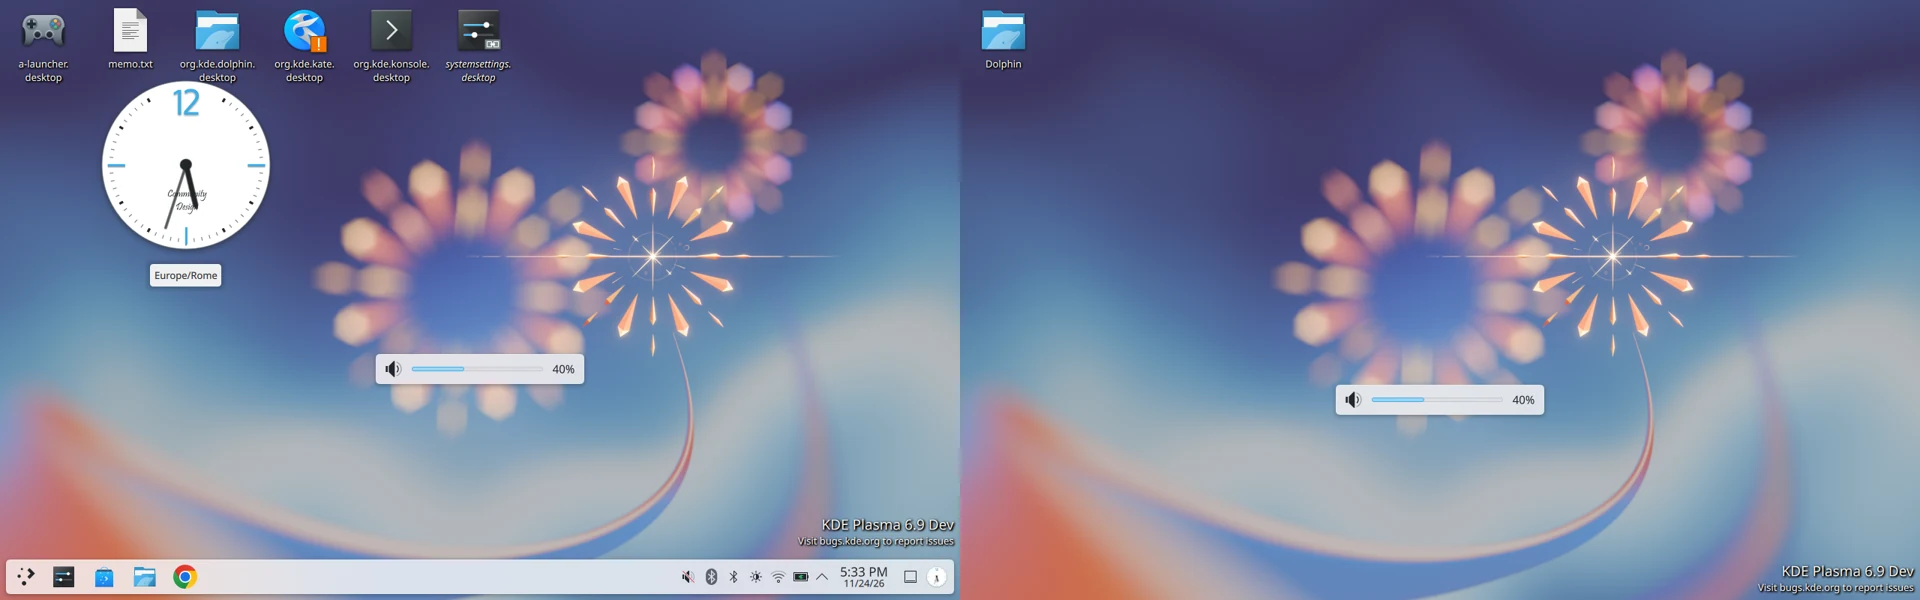 a-launcher.
desktop
memo.txt
org.kde.dolphin.
desktop
org.kde.kate.
desktop
org.kde.konsole.
desktop
systemsettings.
desktop
Dolphin
12
Community
Design
Europe/Rome
40%
40%
KDE Plasma 6.9 Dev
Visit bugs.kde.org to report issues
5:33 PM
11/24/26
KDE Plasma 6.9 Dev
Visit bugs.kde.org to report issues